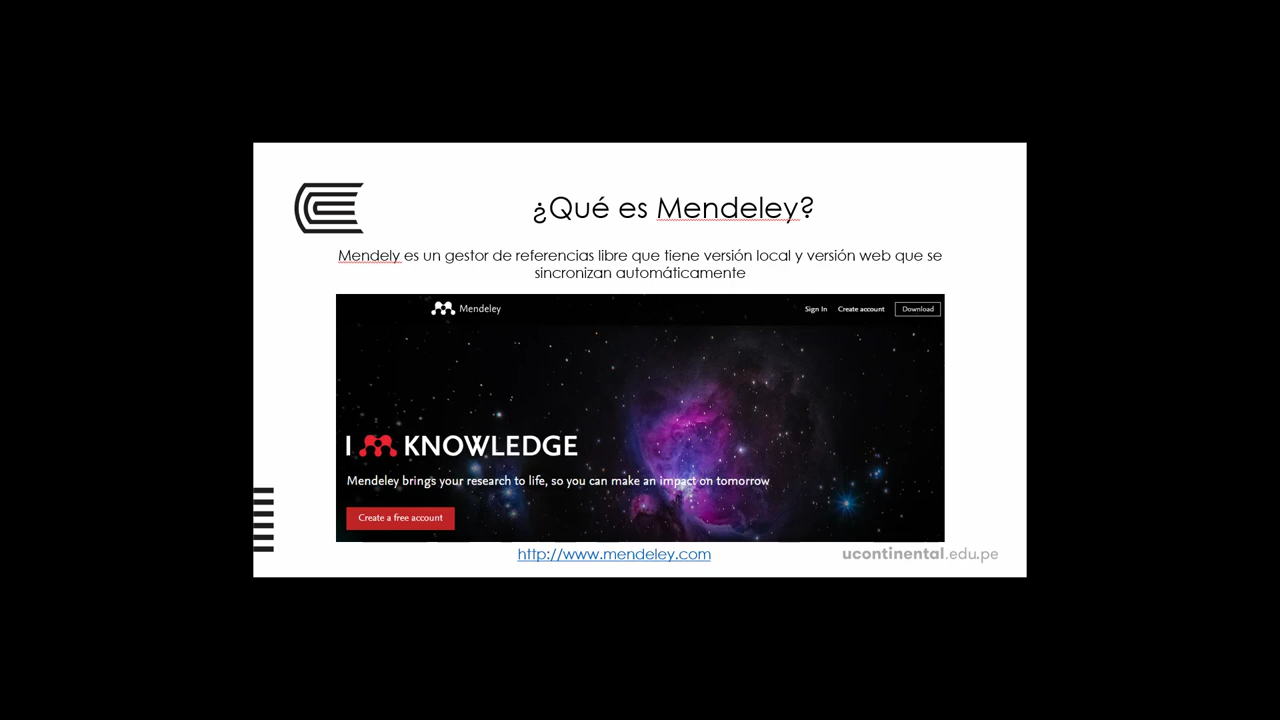 ¿Qué es Mendeley?
Mendely es un gestor de referencias libre que tiene versión local y versión web que se
sincronizan automáticamente
Mendeley
Sign In Create account Download
I KNOWLEDGE
Mendeley brings your research to life, so you can make an impact on tomorrow
Create a free account
http://www.mendeley.com
ucontinental.edu.pe